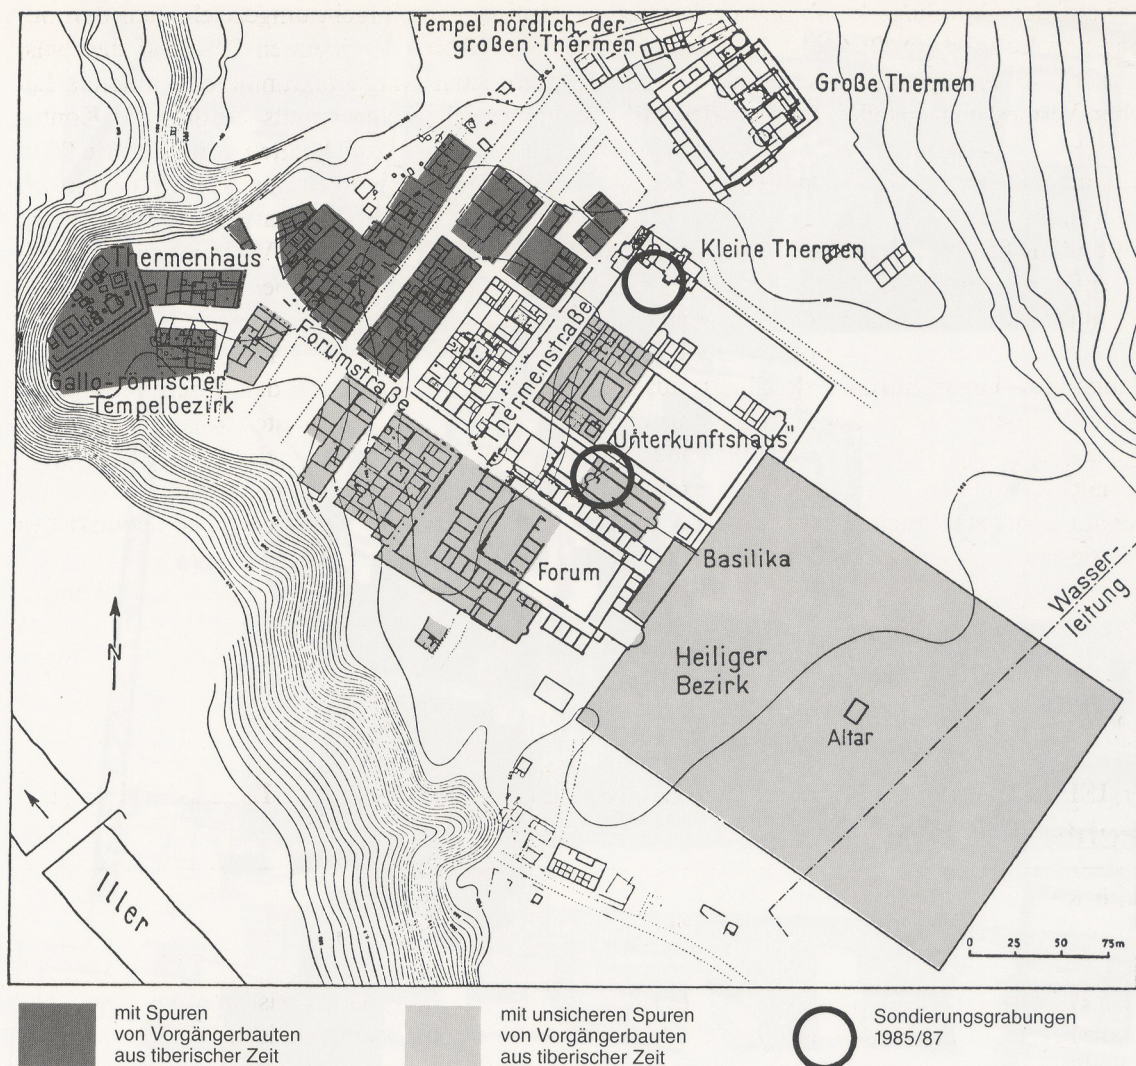 Tempel nördlich der
großen Thermen
Große Thermen
Kleine Thermen
Thermenhaus
Forumstraße
Thermenstraße
Gallo-römischer
Tempelbezirk
"Unterkunftshaus"
Basilika
Forum
Wasser-
leitung
Heiliger
Bezirk
Altar
N
Iller
0 25 50 75m
mit Spuren
von Vorgängerbauten
aus tiberischer Zeit
mit unsicheren Spuren
von Vorgängerbauten
aus tiberischer Zeit
Sondierungsgrabungen
1985/87